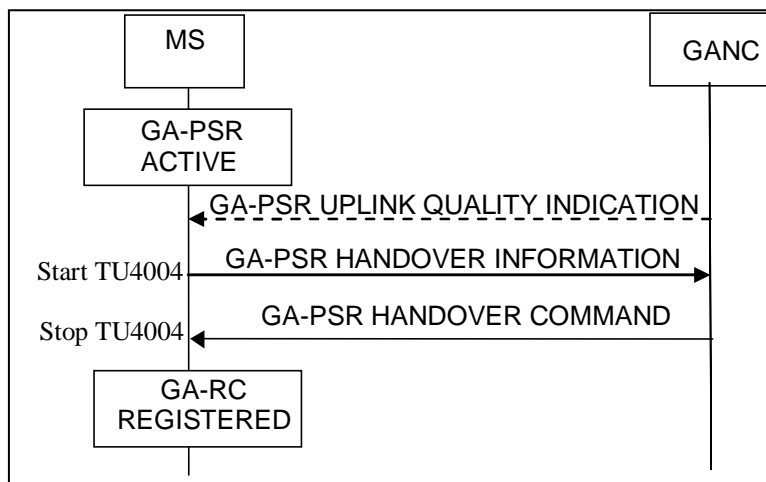 MS
GANC
GA-PSR
ACTIVE
GA-PSR UPLINK QUALITY INDICATION
Start TU4004
GA-PSR HANDOVER INFORMATION
Stop TU4004
GA-PSR HANDOVER COMMAND
GA-RC
REGISTERED